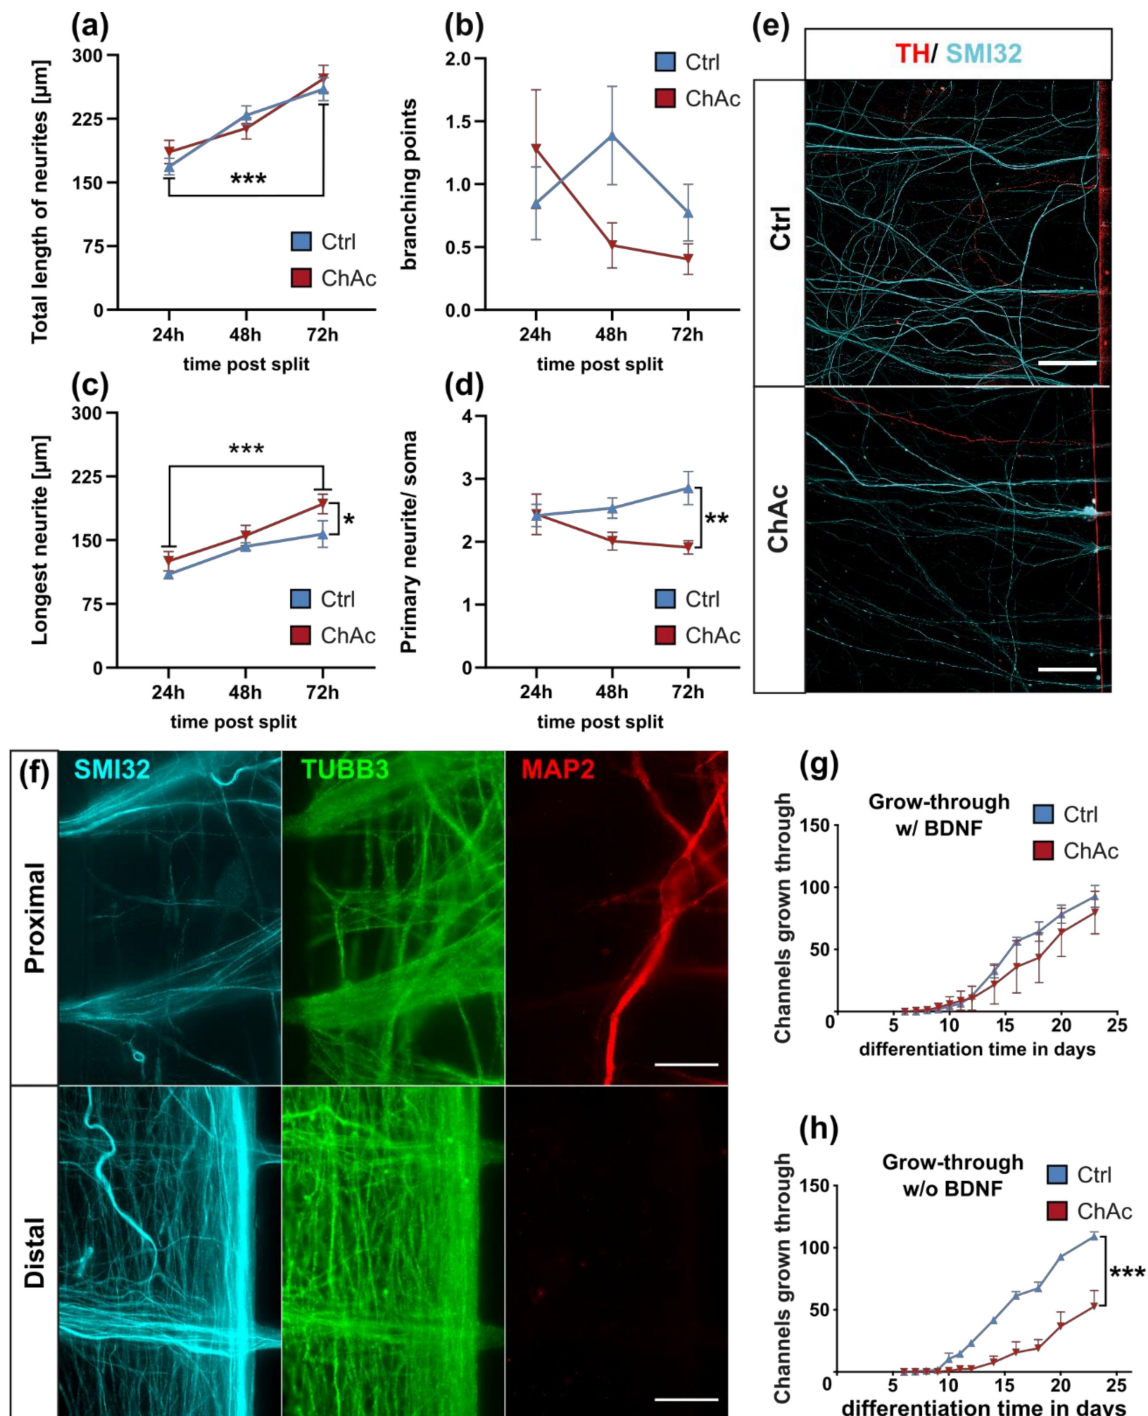 (a)
Total length of neurites [µm]
300
225
150
75
0
***
Ctrl
ChAc
24h 48h 72h
time post split
(b)
branching points
2.0
1.5
1.0
0.5
0.0
Ctrl
ChAc
24h 48h 72h
time post split
(c)
Longest neurite [µm]
300
225
150
75
0
***
*
Ctrl
ChAc
24h 48h 72h
time post split
(d)
Primary neurite/ soma
4
3
2
1
0
**
Ctrl
ChAc
24h 48h 72h
time post split
(e)
TH/ SMI32
Ctrl
ChAc
(f)
SMI32 TUBB3 MAP2
Proximal
Distal
(g)
Grow-through
w/ BDNF
Ctrl
ChAc
Channels grown through
150
100
50
0
0 5 10 15 20 25
differentiation time in days
(h)
Grow-through
w/o BDNF
Ctrl
ChAc
Channels grown through
150
100
50
0
***
0 5 10 15 20 25
differentiation time in days